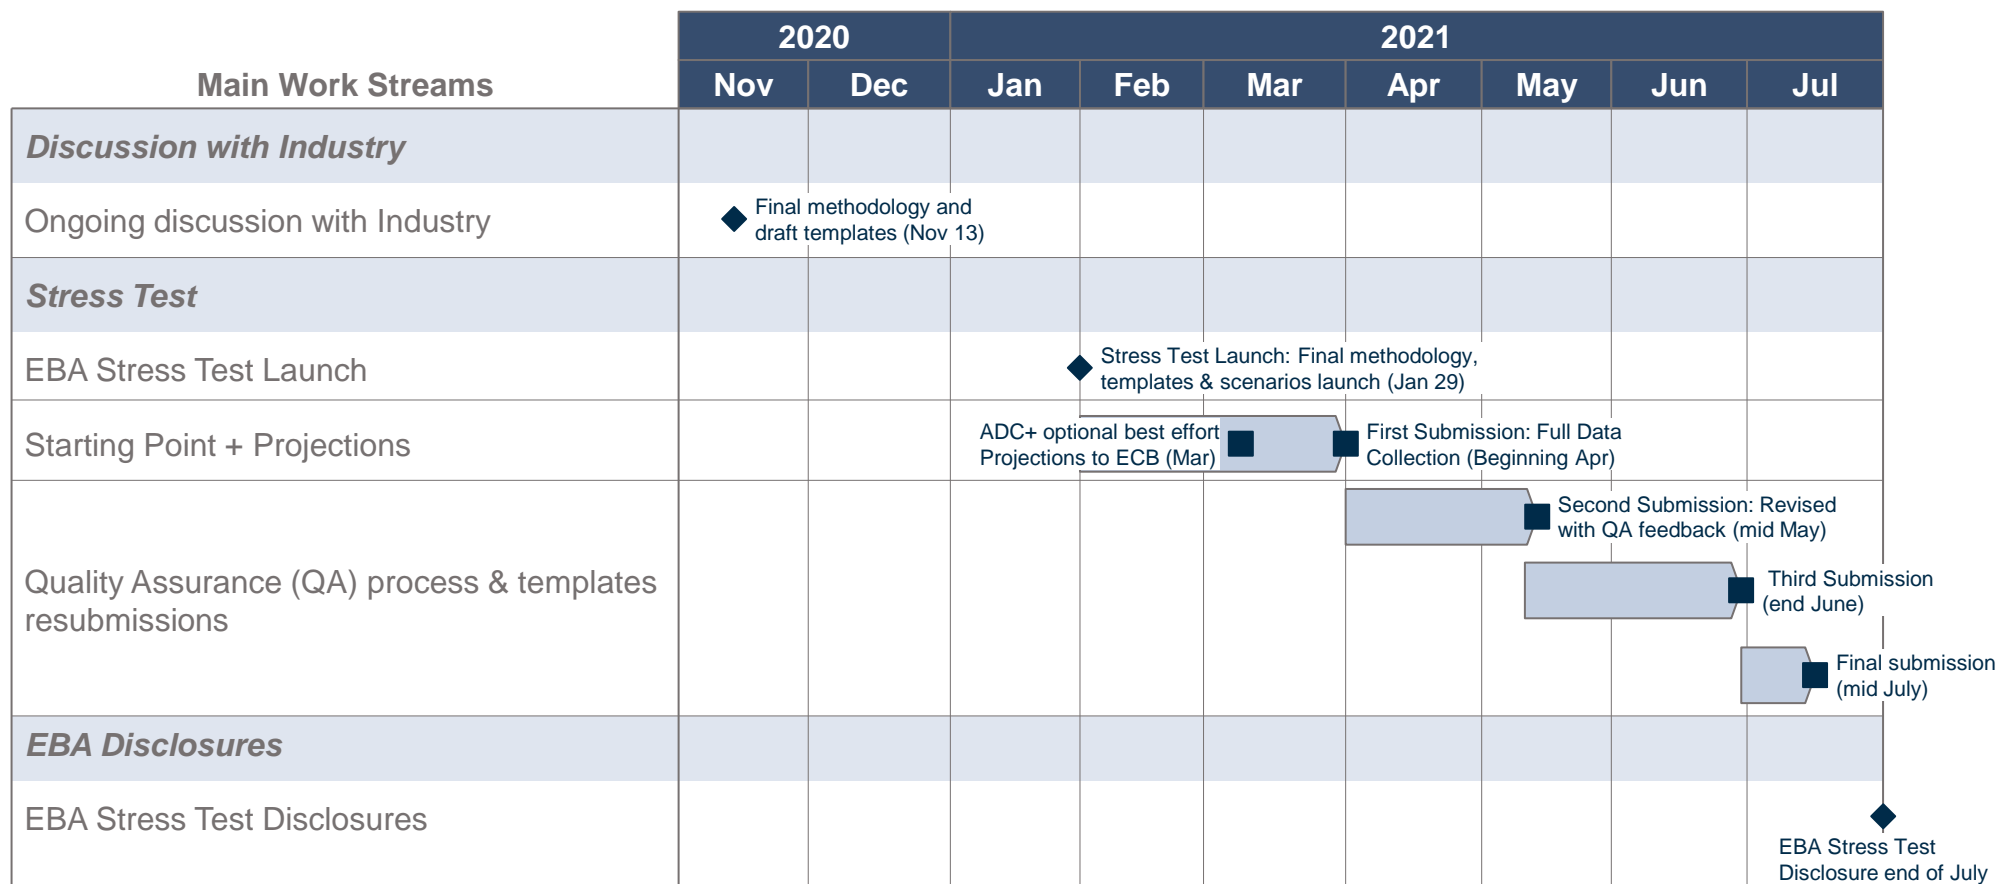 2020
2021
Main Work Streams
Nov
Dec
Jan
Feb
Mar
Apr
May
Jun
Jul
Discussion with Industry
Ongoing discussion with Industry
Final methodology and
draft templates (Nov 13)
Stress Test
EBA Stress Test Launch
Stress Test Launch: Final methodology,
templates & scenarios launch (Jan 29)
Starting Point + Projections
ADC+ optional best effort
Projections to ECB (Mar)
First Submission: Full Data
Collection (Beginning Apr)
Quality Assurance (QA) process & templates
resubmissions
Second Submission: Revised
with QA feedback (mid May)
Third Submission
(end June)
Final submission
(mid July)
EBA Disclosures
EBA Stress Test Disclosures
EBA Stress Test
Disclosure end of July